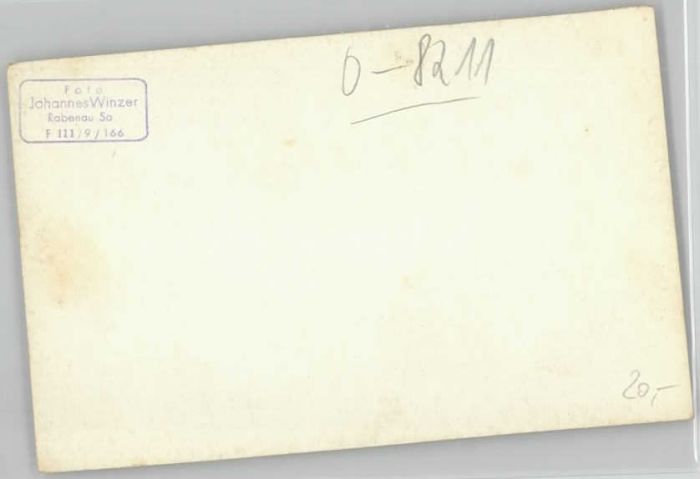 Foto
Johannes Winzer
Rabenau Sa
F III/9/166
0-8211
20,-